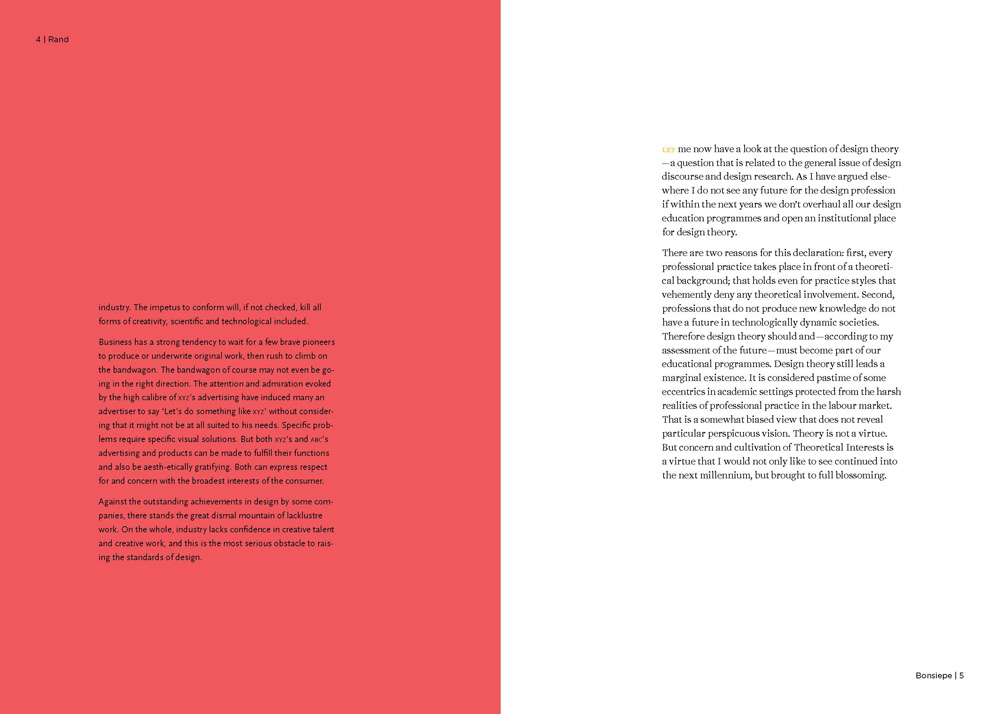 4 | Rand
industry. The impetus to conform will, if not checked, kill all
forms of creativity, scientific and technological included.
Business has a strong tendency to wait for a few brave pioneers
to produce or underwrite original work, then rush to climb on
the bandwagon. The bandwagon of course may not even be go-
ing in the right direction. The attention and admiration evoked
by the high calibre of XYZ's advertising have induced many an
advertiser to say ‘Let's do something like XYZ’ without consider-
ing that it might not be at all suited to his needs. Specific prob-
lems require specific visual solutions. But both XYZ's and ABC's
advertising and products can be made to fulfill their functions
and also be aesth-etically gratifying. Both can express respect
for and concern with the broadest interests of the consumer.
Against the outstanding achievements in design by some com-
panies, there stands the great dismal mountain of lacklustre
work. On the whole, industry lacks confidence in creative talent
and creative work, and this is the most serious obstacle to rais-
ing the standards of design.
LET me now have a look at the question of design theory
—a question that is related to the general issue of design
discourse and design research. As I have argued else-
where I do not see any future for the design profession
if within the next years we don't overhaul all our design
education programmes and open an institutional place
for design theory.
There are two reasons for this declaration: first, every
professional practice takes place in front of a theoreti-
cal background; that holds even for practice styles that
vehemently deny any theoretical involvement. Second,
professions that do not produce new knowledge do not
have a future in technologically dynamic societies.
Therefore design theory should and—according to my
assessment of the future—must become part of our
educational programmes. Design theory still leads a
marginal existence. It is considered pastime of some
eccentrics in academic settings protected from the harsh
realities of professional practice in the labour market.
That is a somewhat biased view that does not reveal
particular perspicuous vision. Theory is not a virtue.
But concern and cultivation of Theoretical Interests is
a virtue that I would not only like to see continued into
the next millennium, but brought to full blossoming.
Bonsiepe | 5